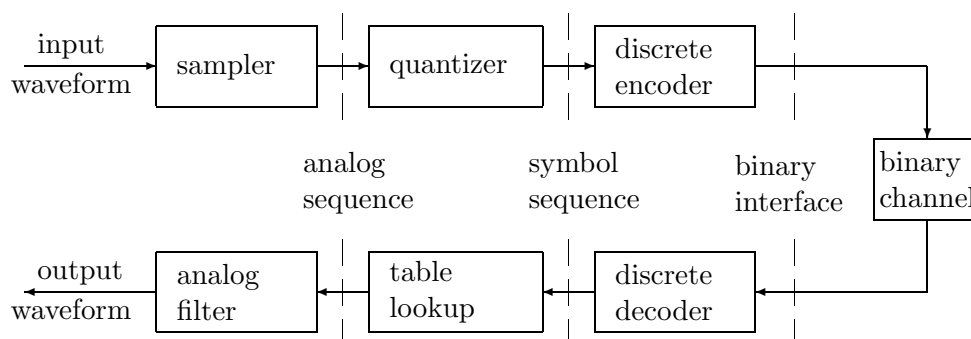 input
waveform
sampler
quantizer
discrete
encoder
analog
sequence
symbol
sequence
binary
interface
binary
channel
output
waveform
analog
filter
table
lookup
discrete
decoder